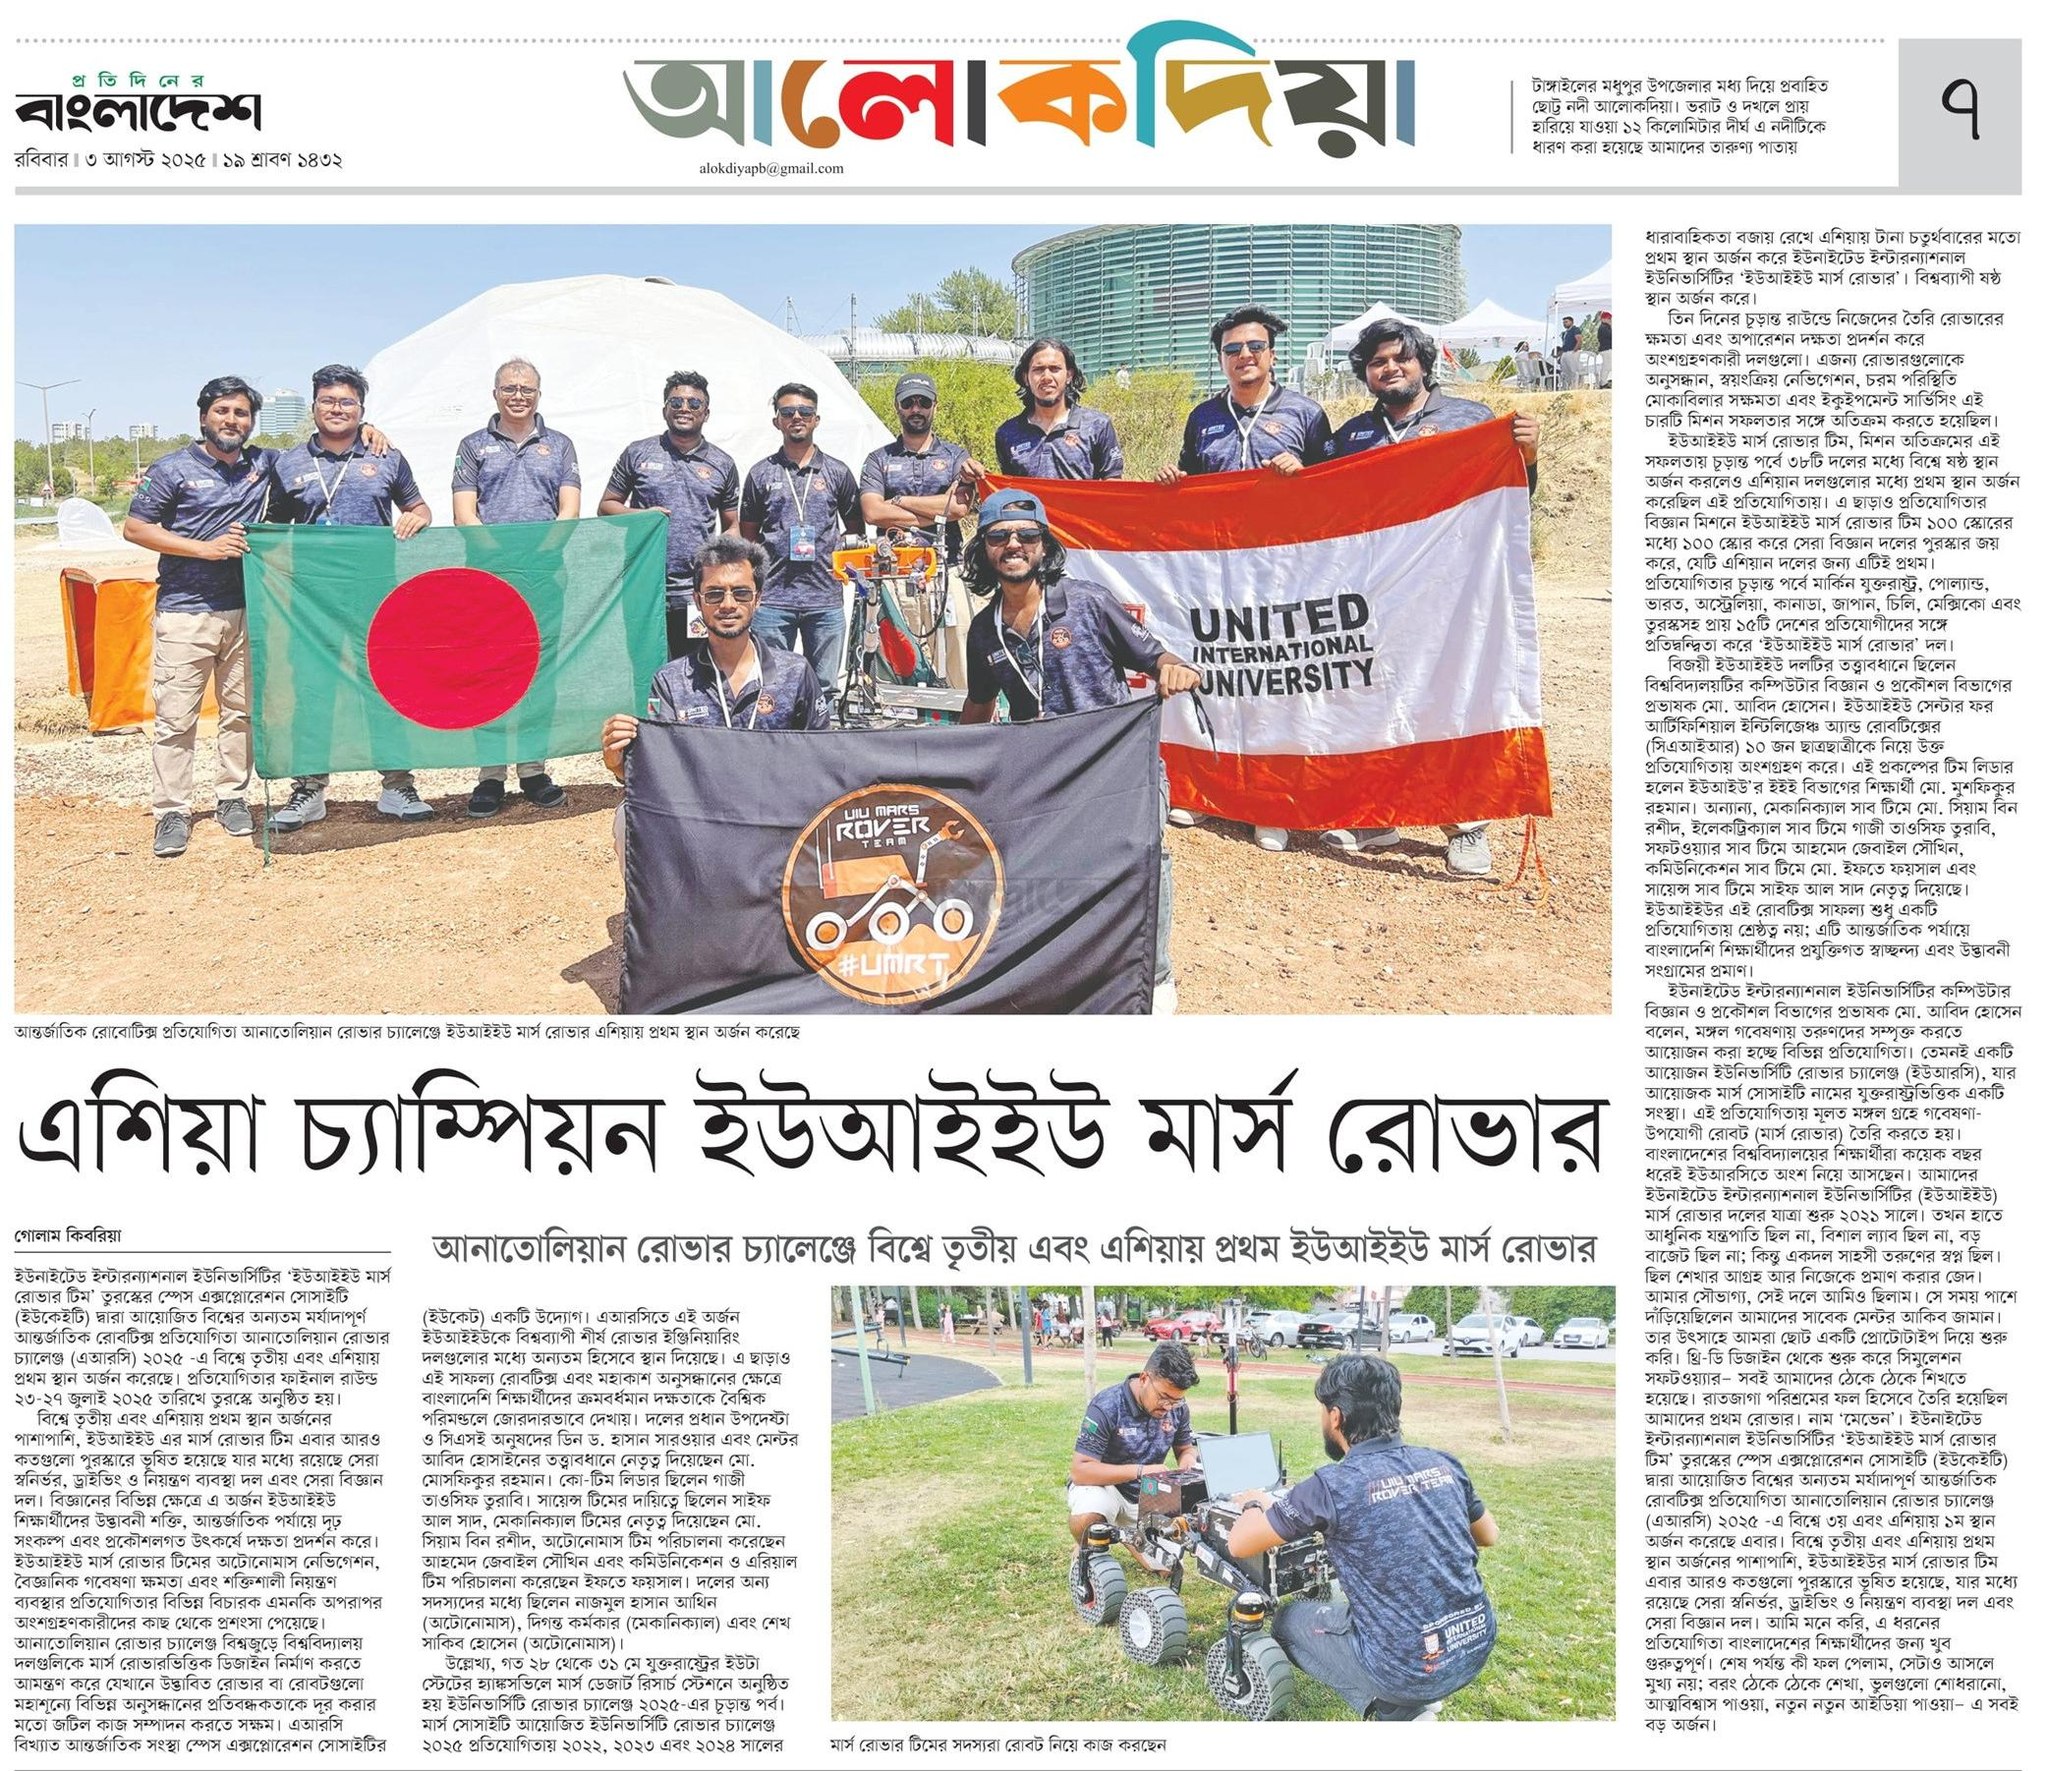 প্রতিদিনের
বাংলাদেশ
রবিবার ॥ ৩ আগস্ট ২০২৫ ॥ ১৯ শ্রাবণ ১৪৩২
আলোকদিয়া
alokdiyapb@gmail.com
টাঙ্গাইলের মধুপুর উপজেলার মধ্য দিয়ে প্রবাহিত
ছোট্ট নদী আলোকদিয়া। ভরাট ও দখলে প্রায়
হারিয়ে যাওয়া ১২ কিলোমিটার দীর্ঘ এ নদীটিকে
ধারণ করা হয়েছে আমাদের তারুণ্য পাতায়
৭
UNITED
INTERNATIONAL
UNIVERSITY
UIU MARS
ROVER
TEAM
#UMRT
আন্তর্জাতিক রোবোটিক্স প্রতিযোগিতা আনাতোলিয়ান রোভার চ্যালেঞ্জে ইউআইইউ মার্স রোভার এশিয়ায় প্রথম স্থান অর্জন করেছে
এশিয়া চ্যাম্পিয়ন ইউআইইউ মার্স রোভার
গোলাম কিবরিয়া
আনাতোলিয়ান রোভার চ্যালেঞ্জে বিশ্বে তৃতীয় এবং এশিয়ায় প্রথম ইউআইইউ মার্স রোভার
ইউনাইটেড ইন্টারন্যাশনাল ইউনিভার্সিটির ‘ইউআইইউ মার্স
রোভার টিম’ তুরস্কের স্পেস এক্সপ্লোরেশন সোসাইটি
(ইউকেইটি) দ্বারা আয়োজিত বিশ্বের অন্যতম মর্যাদাপূর্ণ
আন্তর্জাতিক রোবটিক্স প্রতিযোগিতা আনাতোলিয়ান রোভার
চ্যালেঞ্জ (এআরসি) ২০২৫ -এ বিশ্বে তৃতীয় এবং এশিয়ায়
প্রথম স্থান অর্জন করেছে। প্রতিযোগিতার ফাইনাল রাউন্ড
২৩-২৭ জুলাই ২০২৫ তারিখে তুরস্কে অনুষ্ঠিত হয়।
বিশ্বে তৃতীয় এবং এশিয়ায় প্রথম স্থান অর্জনের
পাশাপাশি, ইউআইইউ এর মার্স রোভার টিম এবার আরও
কতগুলো পুরস্কারে ভূষিত হয়েছে যার মধ্যে রয়েছে সেরা
স্বনির্ভর, ড্রাইভিং ও নিয়ন্ত্রণ ব্যবস্থা দল এবং সেরা বিজ্ঞান
দল। বিজ্ঞানের বিভিন্ন ক্ষেত্রে এ অর্জন ইউআইইউ
শিক্ষার্থীদের উদ্ভাবনী শক্তি, আন্তর্জাতিক পর্যায়ে দৃঢ়
সংকল্প এবং প্রকৌশলগত উৎকর্ষে দক্ষতা প্রদর্শন করে।
ইউআইইউ মার্স রোভার টিমের অটোনোমাস নেভিগেশন,
বৈজ্ঞানিক গবেষণা ক্ষমতা এবং শক্তিশালী নিয়ন্ত্রণ
ব্যবস্থার প্রতিযোগিতার বিভিন্ন বিচারক এমনকি অপরাপর
অংশগ্রহণকারীদের কাছ থেকে প্রশংসা পেয়েছে।
আনাতোলিয়ান রোভার চ্যালেঞ্জ বিশ্বজুড়ে বিশ্ববিদ্যালয়
দলগুলিকে মার্স রোভারভিত্তিক ডিজাইন নির্মাণ করতে
আমন্ত্রণ করে যেখানে উদ্ভাবিত রোভার বা রোবটগুলো
মহাশূন্যে বিভিন্ন অনুসন্ধানের প্রতিবন্ধকতাকে দূর করার
মতো জটিল কাজ সম্পাদন করতে সক্ষম। এআরসি
বিখ্যাত আন্তর্জাতিক সংস্থা স্পেস এক্সপ্লোরেশন সোসাইটির
(ইউকেট) একটি উদ্যোগ। এআরসিতে এই অর্জন
ইউআইইউকে বিশ্বব্যাপী শীর্ষ রোভার ইঞ্জিনিয়ারিং
দলগুলোর মধ্যে অন্যতম হিসেবে স্থান দিয়েছে। এ ছাড়াও
এই সাফল্য রোবটিক্স এবং মহাকাশ অনুসন্ধানের ক্ষেত্রে
বাংলাদেশি শিক্ষার্থীদের ক্রমবর্ধমান দক্ষতাকে বৈশ্বিক
পরিমন্ডলে জোরদারভাবে দেখায়। দলের প্রধান উপদেষ্টা
ও সিএসই অনুষদের ডিন ড. হাসান সারওয়ার এবং মেন্টর
আবিদ হোসাইনের তত্ত্বাবধানে নেতৃত্ব দিয়েছেন মো.
মোসফিকুর রহমান। কো-টিম লিডার ছিলেন গাজী
তাওসিফ তুরাবি। সায়েন্স টিমের দায়িত্বে ছিলেন সাইফ
আল সাদ, মেকানিক্যাল টিমের নেতৃত্ব দিয়েছেন মো.
সিয়াম বিন রশীদ, অটোনোমাস টিম পরিচালনা করেছেন
আহমেদ জেবাইল সৌখিন এবং কমিউনিকেশন ও এরিয়াল
টিম পরিচালনা করেছেন ইফতে ফয়সাল। দলের অন্য
সদস্যদের মধ্যে ছিলেন নাজমুল হাসান আথিন
(অটোনোমাস), দিগন্ত কর্মকার (মেকানিক্যাল) এবং শেখ
সাকিব হোসেন (অটোনোমাস)।
উল্লেখ্য, গত ২৮ থেকে ৩১ মে যুক্তরাষ্ট্রের ইউটা
স্টেটের হ্যাঙ্কসভিলে মার্স ডেজার্ট রিসার্চ স্টেশনে অনুষ্ঠিত
হয় ইউনিভার্সিটি রোভার চ্যালেঞ্জ ২০২৫-এর চূড়ান্ত পর্ব।
মার্স সোসাইটি আয়োজিত ইউনিভার্সিটি রোভার চ্যালেঞ্জ
২০২৫ প্রতিযোগিতায় ২০২২, ২০২৩ এবং ২০২৪ সালের
#UIU MARS
ROVER TEAM
SPONSORED BY
UNITED
INTERNATIONAL
UNIVERSITY
মার্স রোভার টিমের সদস্যরা রোবট নিয়ে কাজ করছেন
ধারাবাহিকতা বজায় রেখে এশিয়ায় টানা চতুর্থবারের মতো
প্রথম স্থান অর্জন করে ইউনাইটেড ইন্টারন্যাশনাল
ইউনিভার্সিটির ‘ইউআইইউ মার্স রোভার’। বিশ্বব্যাপী ষষ্ঠ
স্থান অর্জন করে।
তিন দিনের চূড়ান্ত রাউন্ডে নিজেদের তৈরি রোভারের
ক্ষমতা এবং অপারেশন দক্ষতা প্রদর্শন করে
অংশগ্রহণকারী দলগুলো। এজন্য রোভারগুলোকে
অনুসন্ধান, স্বয়ংক্রিয় নেভিগেশন, চরম পরিস্থিতি
মোকাবিলার সক্ষমতা এবং ইকুইপমেন্ট সার্ভিসিং এই
চারটি মিশন সফলতার সঙ্গে অতিক্রম করতে হয়েছিল।
ইউআইইউ মার্স রোভার টিম, মিশন অতিক্রমের এই
সফলতায় চূড়ান্ত পর্বে ৩৮টি দলের মধ্যে বিশ্বে ষষ্ঠ স্থান
অর্জন করলেও এশিয়ান দলগুলোর মধ্যে প্রথম স্থান অর্জন
করেছিল এই প্রতিযোগিতায়। এ ছাড়াও প্রতিযোগিতার
বিজ্ঞান মিশনে ইউআইইউ মার্স রোভার টিম ১০০ স্কোরের
মধ্যে ১০০ স্কোর করে সেরা বিজ্ঞান দলের পুরস্কার জয়
করে, যেটি এশিয়ান দলের জন্য এটিই প্রথম।
প্রতিযোগিতার চূড়ান্ত পর্বে মার্কিন যুক্তরাষ্ট্র, পোল্যান্ড,
ভারত, অস্ট্রেলিয়া, কানাডা, জাপান, চিলি, মেক্সিকো এবং
তুরস্কসহ প্রায় ১৫টি দেশের প্রতিযোগীদের সঙ্গে
প্রতিদ্বন্দ্বিতা করে ‘ইউআইইউ মার্স রোভার’ দল।
বিজয়ী ইউআইইউ দলটির তত্ত্বাবধানে ছিলেন
বিশ্ববিদ্যালয়টির কম্পিউটার বিজ্ঞান ও প্রকৌশল বিভাগের
প্রভাষক মো. আবিদ হোসেন। ইউআইইউ সেন্টার ফর
আর্টিফিশিয়াল ইন্টিলিজেঞ্চ অ্যান্ড রোবটিক্সের
(সিএআইআর) ১০ জন ছাত্রছাত্রীকে নিয়ে উক্ত
প্রতিযোগিতায় অংশগ্রহণ করে। এই প্রকল্পের টিম লিডার
হলেন ইউআইউ’র ইইই বিভাগের শিক্ষার্থী মো. মুশফিকুর
রহমান। অন্যান্য, মেকানিক্যাল সাব টিমে মো. সিয়াম বিন
রশীদ, ইলেকট্রিক্যাল সাব টিমে গাজী তাওসিফ তুরাবি,
সফটওয়্যার সাব টিমে আহমেদ জেবাইল সৌখিন,
কমিউনিকেশন সাব টিমে মো. ইফতে ফয়সাল এবং
সায়েন্স সাব টিমে সাইফ আল সাদ নেতৃত্ব দিয়েছে।
ইউআইইউর এই রোবটিক্স সাফল্য শুধু একটি
প্রতিযোগিতায় শ্রেষ্ঠত্ব নয়; এটি আন্তর্জাতিক পর্যায়ে
বাংলাদেশি শিক্ষার্থীদের প্রযুক্তিগত স্বাচ্ছন্দ্য এবং উদ্ভাবনী
সংগ্রামের প্রমাণ।
ইউনাইটেড ইন্টারন্যাশনাল ইউনিভার্সিটির কম্পিউটার
বিজ্ঞান ও প্রকৌশল বিভাগের প্রভাষক মো. আবিদ হোসেন
বলেন, মঙ্গল গবেষণায় তরুণদের সম্পৃক্ত করতে
আয়োজন করা হচ্ছে বিভিন্ন প্রতিযোগিতা। তেমনই একটি
আয়োজন ইউনিভার্সিটি রোভার চ্যালেঞ্জ (ইউআরসি), যার
আয়োজক মার্স সোসাইটি নামের যুক্তরাষ্ট্রভিত্তিক একটি
সংস্থা। এই প্রতিযোগিতায় মূলত মঙ্গল গ্রহে গবেষণা-
উপযোগী রোবট (মার্স রোভার) তৈরি করতে হয়।
বাংলাদেশের বিশ্ববিদ্যালয়ের শিক্ষার্থীরা কয়েক বছর
ধরেই ইউআরসিতে অংশ নিয়ে আসছেন। আমাদের
ইউনাইটেড ইন্টারন্যাশনাল ইউনিভার্সিটির (ইউআইইউ)
মার্স রোভার দলের যাত্রা শুরু ২০২১ সালে। তখন হাতে
আধুনিক যন্ত্রপাতি ছিল না, বিশাল ল্যাব ছিল না, বড়
বাজেট ছিল না; কিন্তু একদল সাহসী তরুণের স্বপ্ন ছিল।
ছিল শেখার আগ্রহ আর নিজেকে প্রমাণ করার জেদ।
আমার সৌভাগ্য, সেই দলে আমিও ছিলাম। সে সময় পাশে
দাঁড়িয়েছিলেন আমাদের সাবেক মেন্টর আকিব জামান।
তার উৎসাহে আমরা ছোট একটি প্রোটোটাইপ দিয়ে শুরু
করি। থ্রি-ডি ডিজাইন থেকে শুরু করে সিমুলেশন
সফটওয়্যার– সবই আমাদের ঠেকে ঠেকে শিখতে
হয়েছে। রাতজাগা পরিশ্রমের ফল হিসেবে তৈরি হয়েছিল
আমাদের প্রথম রোভার। নাম ‘মেভেন’। ইউনাইটেড
ইন্টারন্যাশনাল ইউনিভার্সিটির ‘ইউআইইউ মার্স রোভার
টিম’ তুরস্কের স্পেস এক্সপ্লোরেশন সোসাইটি (ইউকেইটি)
দ্বারা আয়োজিত বিশ্বের অন্যতম মর্যাদাপূর্ণ আন্তর্জাতিক
রোবটিক্স প্রতিযোগিতা আনাতোলিয়ান রোভার চ্যালেঞ্জ
(এআরসি) ২০২৫ -এ বিশ্বে ৩য় এবং এশিয়ায় ১ম স্থান
অর্জন করেছে এবার। বিশ্বে তৃতীয় এবং এশিয়ায় প্রথম
স্থান অর্জনের পাশাপাশি, ইউআইইউর মার্স রোভার টিম
এবার আরও কতগুলো পুরস্কারে ভূষিত হয়েছে, যার মধ্যে
রয়েছে সেরা স্বনির্ভর, ড্রাইভিং ও নিয়ন্ত্রণ ব্যবস্থা দল এবং
সেরা বিজ্ঞান দল। আমি মনে করি, এ ধরনের
প্রতিযোগিতা বাংলাদেশের শিক্ষার্থীদের জন্য খুব
গুরুত্বপূর্ণ। শেষ পর্যন্ত কী ফল পেলাম, সেটাও আসলে
মুখ্য নয়; বরং ঠেকে ঠেকে শেখা, ভুলগুলো শোধরানো,
আত্মবিশ্বাস পাওয়া, নতুন নতুন আইডিয়া পাওয়া– এ সবই
বড় অর্জন।